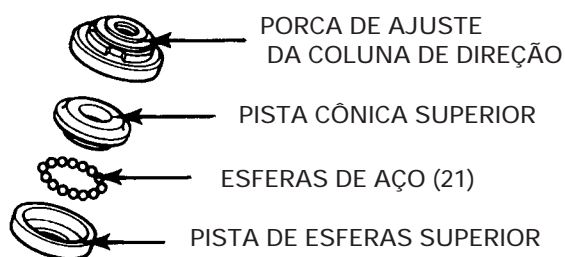 PORCA DE AJUSTE
DA COLUNA DE DIREÇÃO
PISTA CÔNICA SUPERIOR
ESFERAS DE AÇO (21)
PISTA DE ESFERAS SUPERIOR